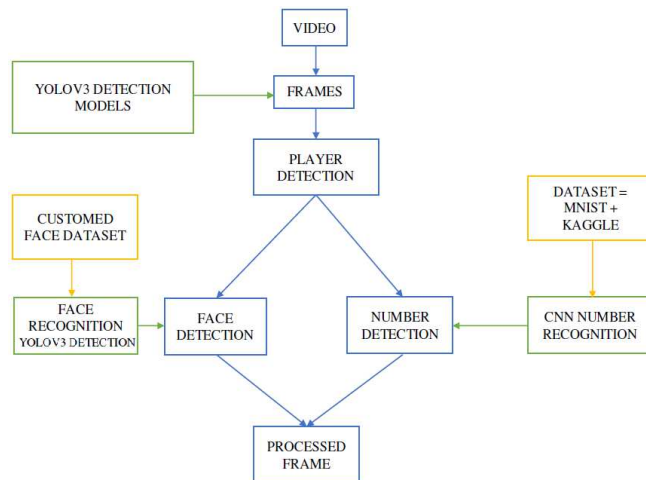 VIDEO
YOLOV3 DETECTION
MODELS
FRAMES
PLAYER
DETECTION
CUSTOMED
FACE DATASET
DATASET =
MNIST +
KAGGLE
FACE
RECOGNITION
YOLOV3 DETECTION
FACE
DETECTION
NUMBER
DETECTION
CNN NUMBER
RECOGNITION
PROCESSED
FRAME